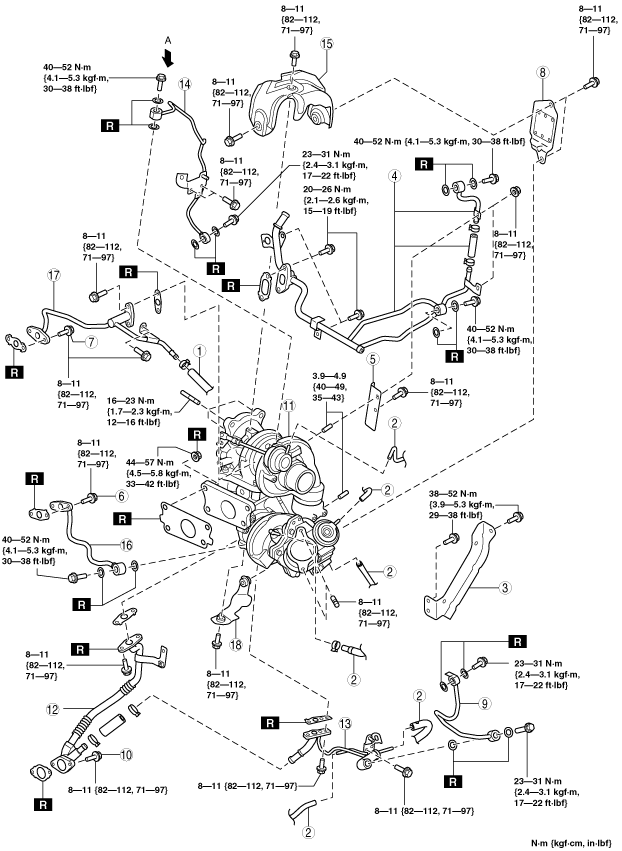 8—11
{82—112,
71—97}
15
8—11
{82—112,
71—97}
A
40—52 N·m
{4.1—5.3 kgf·m,
30—38 ft·lbf}
14
8—11
{82—112,
71—97}
8
R
40—52 N·m {4.1—5.3 kgf·m, 30—38 ft·lbf}
23—31 N·m
{2.4—3.1 kgf·m,
17—22 ft·lbf}
8—11
{82—112,
71—97}
R
4
20—26 N·m
{2.1—2.6 kgf·m,
15—19 ft·lbf}
8—11
{82—112,
71—97}
8—11
{82—112,
71—97}
R
R
R
17
40—52 N·m
{4.1—5.3 kgf·m,
30—38 ft·lbf}
R
7
R
1
5
8—11
{82—112,
71—97}
3.9—4.9
{40—49,
35—43}
8—11
{82—112,
71—97}
16—23 N·m
{1.7—2.3 kgf·m,
12—16 ft·lbf}
11
2
R
8—11
{82—112,
71—97}
44—57 N·m
{4.5—5.8 kgf·m,
33—42 ft·lbf}
R
6
2
38—52 N·m
{3.9—5.3 kgf·m,
29—38 ft·lbf}
R
40—52 N·m
{4.1—5.3 kgf·m,
30—38 ft·lbf}
16
2
3
R
8—11
{82—112,
71—97}
18
R
8—11
{82—112,
71—97}
8—11
{82—112,
71—97}
2
R
23—31 N·m
{2.4—3.1 kgf·m,
17—22 ft·lbf}
12
2
9
R
13
10
8—11 {82—112, 71—97}
8—11 {82—112, 71—97}
R
23—31 N·m
{2.4—3.1 kgf·m,
17—22 ft·lbf}
R
8—11 {82—112, 71—97}
2
N·m {kgf·cm, in·lbf}